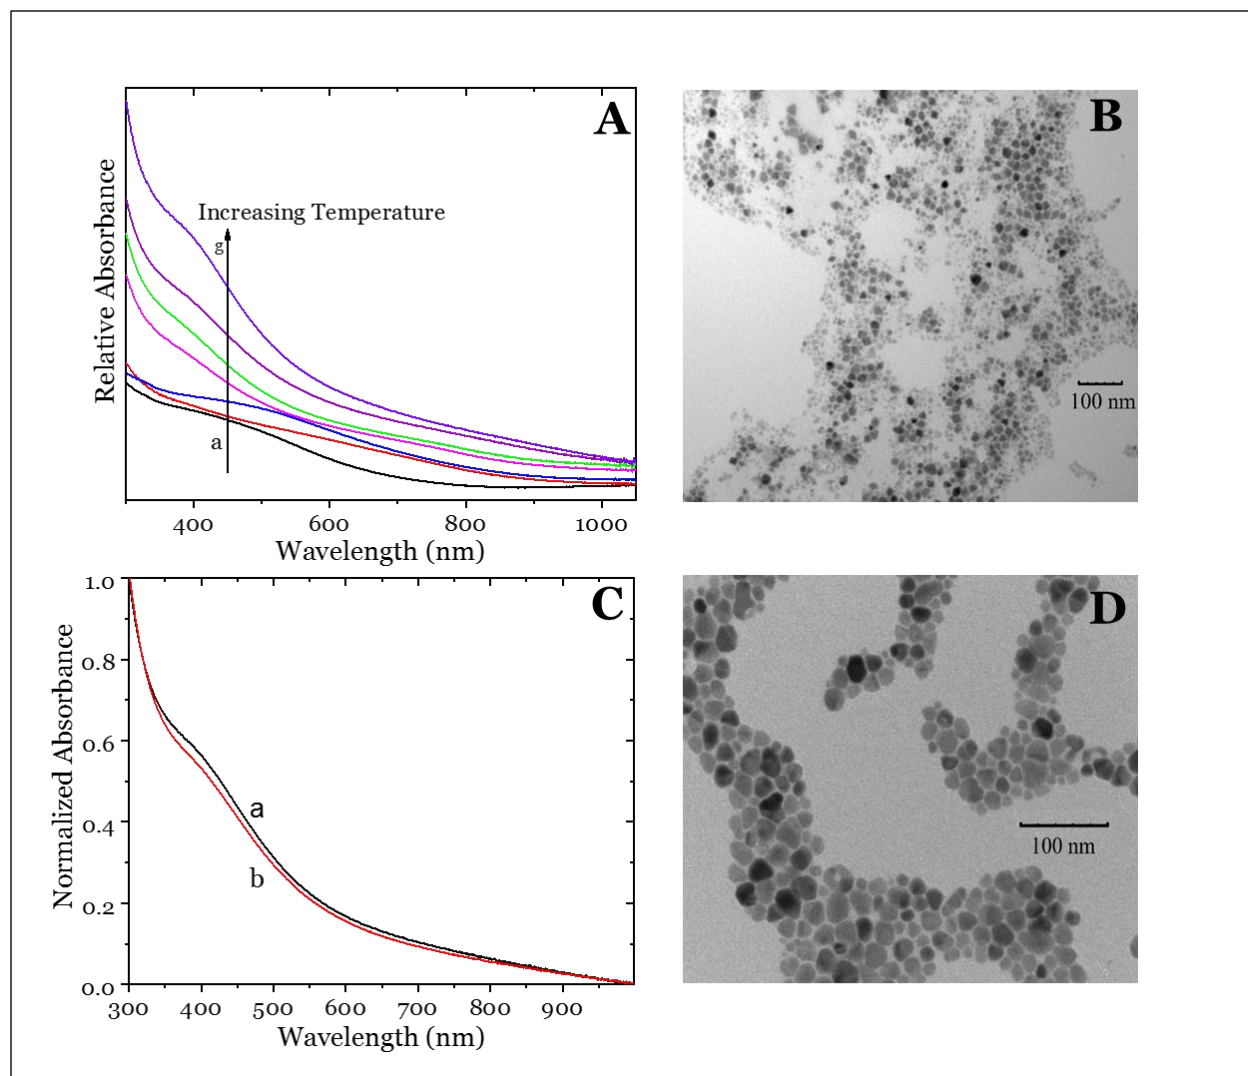 A
Increasing Temperature
g
a
Relative Absorbance
400 600 800 1000
Wavelength (nm)
B
100 nm
C
1.0
0.8
0.6
0.4
0.2
0.0
a
b
Normalized Absorbance
300 400 500 600 700 800 900
Wavelength (nm)
D
100 nm